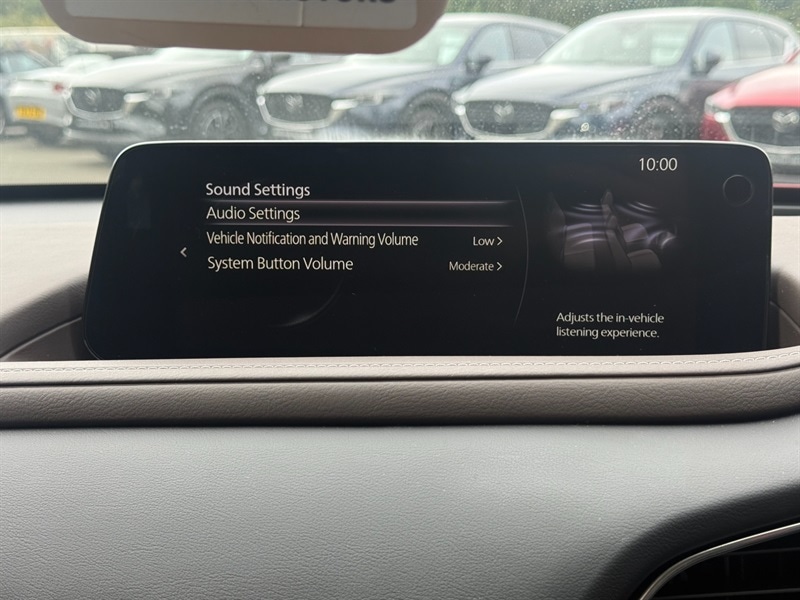 10:00
Sound Settings
Audio Settings
Vehicle Notification and Warning Volume Low >
System Button Volume Moderate >
Adjusts the in-vehicle
listening experience.